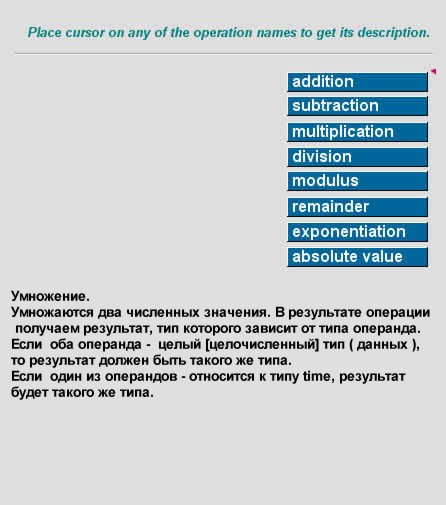 Place cursor on any of the operation names to get its description.
addition
subtraction
multiplication
division
modulus
remainder
exponentiation
absolute value
Умножение.
Умножаются два численных значения. В результате операции
получаем результат, тип которого зависит от типа операнда.
Если оба операнда - целый [целочисленный] тип ( данных ),
то результат должен быть такого же типа.
Если один из операндов - относится к типу time, результат
будет такого же типа.